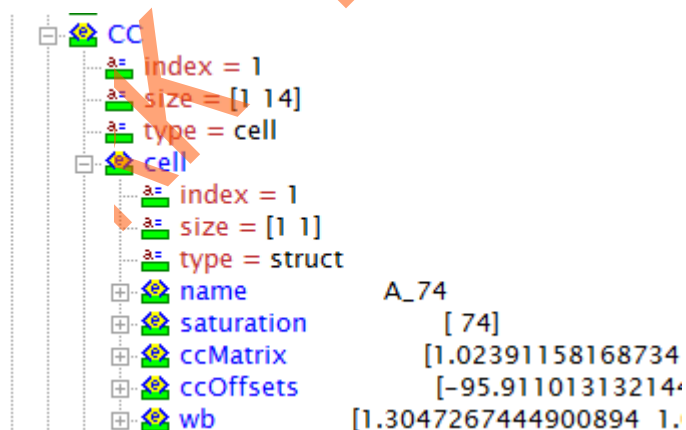 CC
index = 1
size = [1 14]
type = cell
cell
index = 1
size = [1 1]
type = struct
name A_74
saturation [ 74]
ccMatrix [1.02391158168734
ccOffsets [-95.911013132144
wb [1.3047267444900894 1.